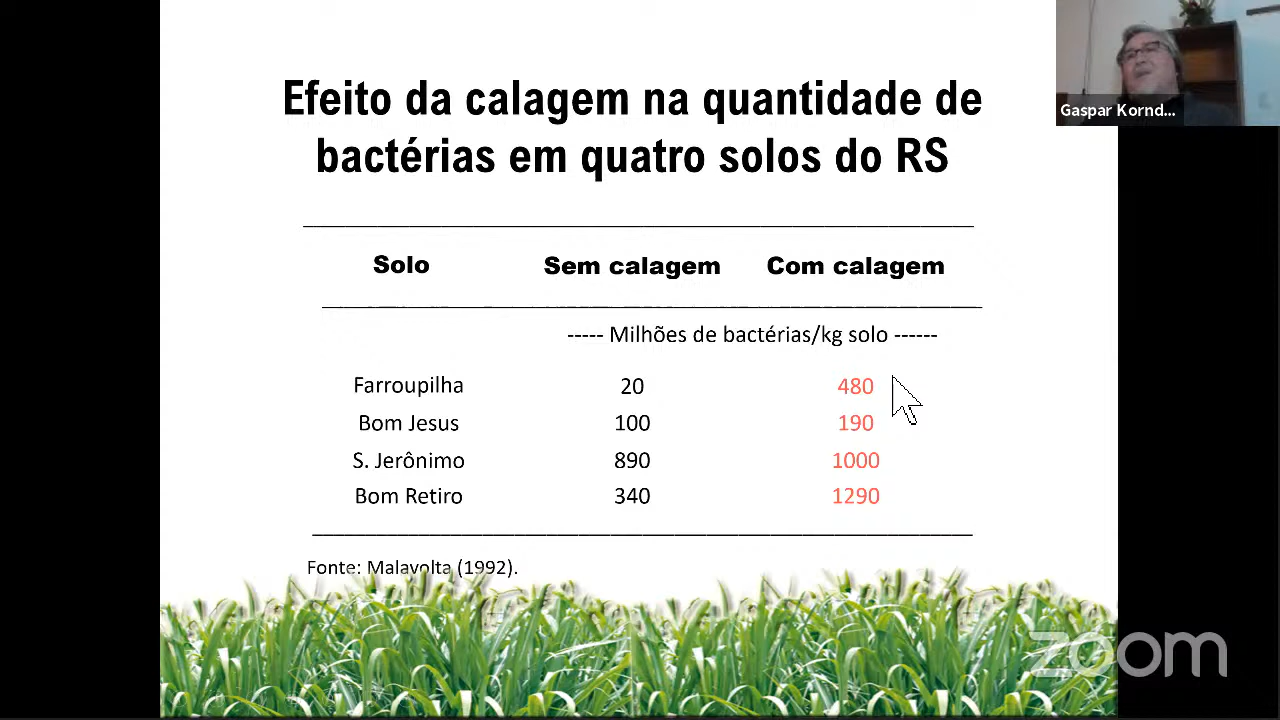 Efeito da calagem na quantidade de
bactérias em quatro solos do RS
Gaspar Kornd...
Solo Sem calagem Com calagem
----- Milhões de bactérias/kg solo ------
Farroupilha 20 480
Bom Jesus 100 190
S. Jerônimo 890 1000
Bom Retiro 340 1290
Fonte: Malavolta (1992).
zoom